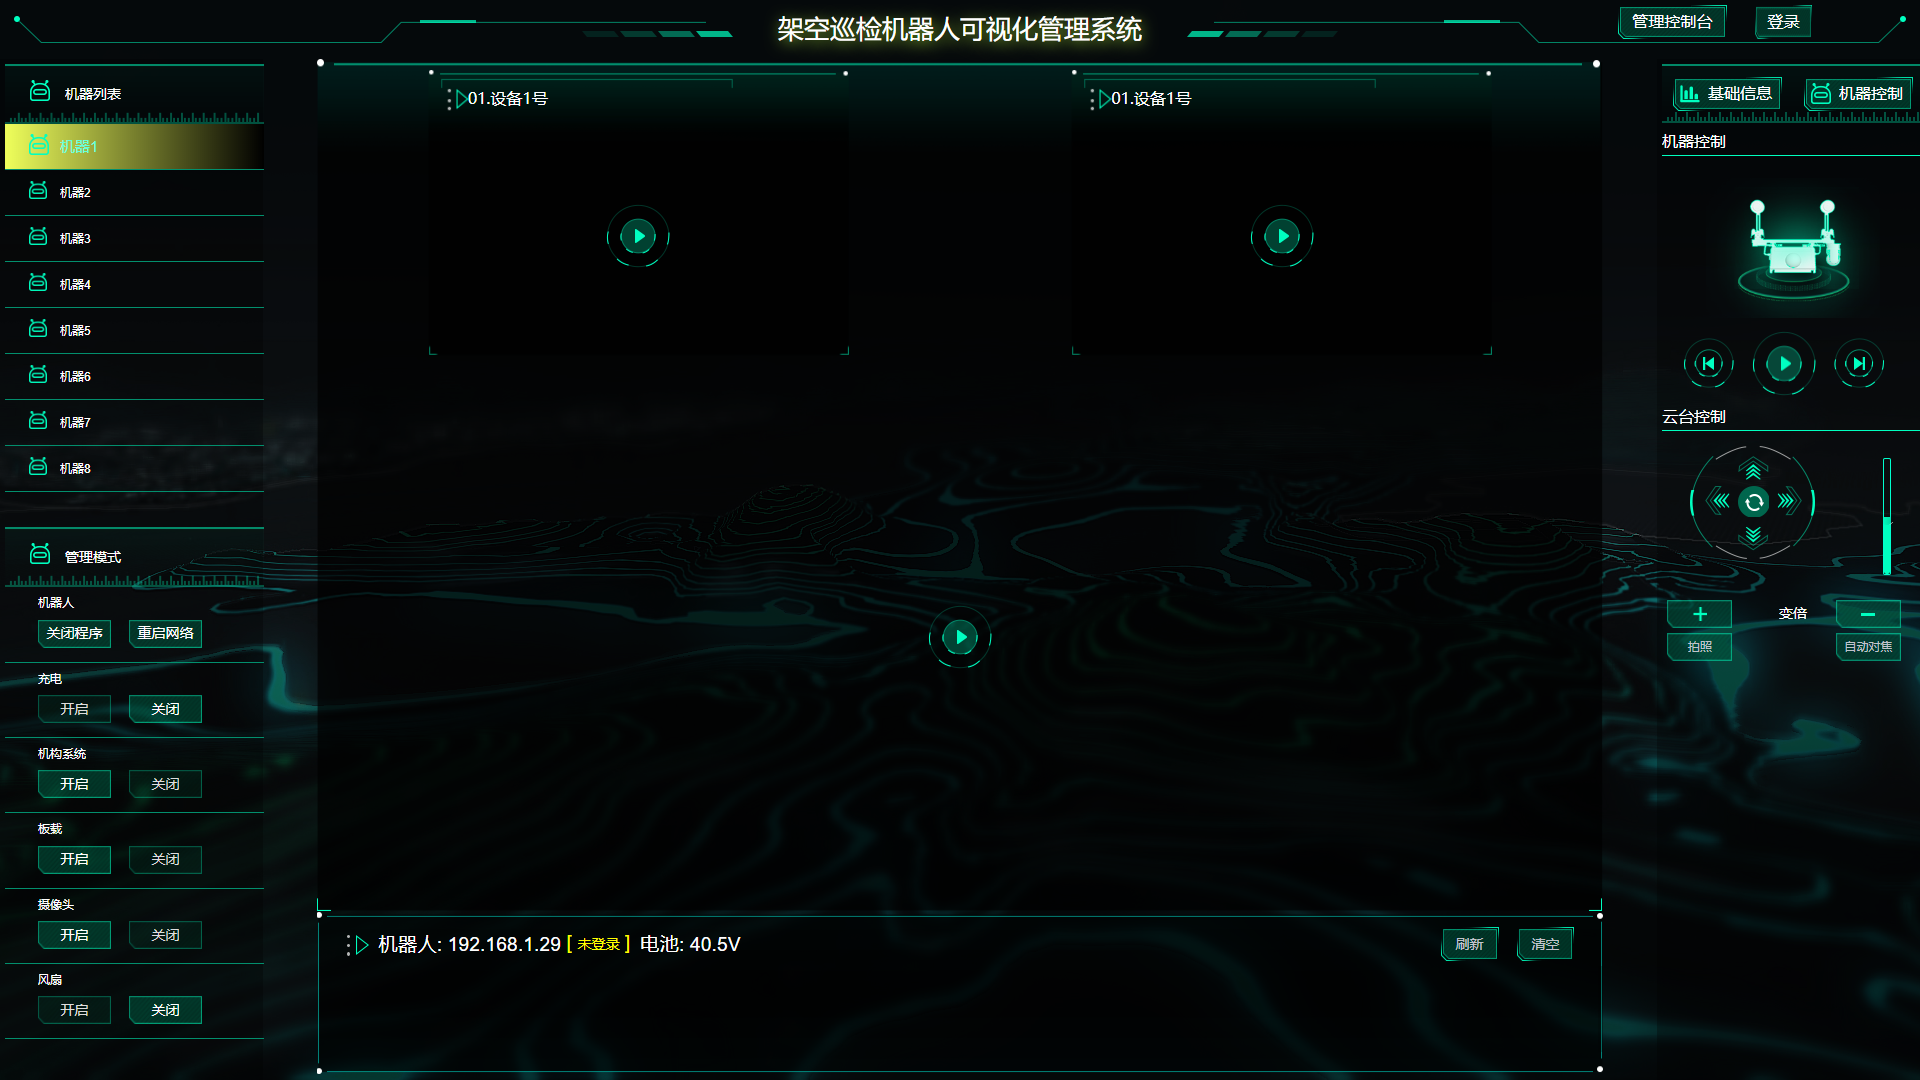 架空巡检机器人可视化管理系统
管理控制台
登录
机器列表
机器1
机器2
机器3
机器4
机器5
机器6
机器7
机器8
管理模式
机器人
关闭程序 重启网络
充电
开启 关闭
机构系统
开启 关闭
板载
开启 关闭
摄像头
开启 关闭
风扇
开启 关闭
01.设备1号
01.设备1号
机器人: 192.168.1.29 [ 未登录 ] 电池: 40.5V
刷新 清空
基础信息 机器控制
机器控制
云台控制
+ 变倍 −
拍照 自动对焦